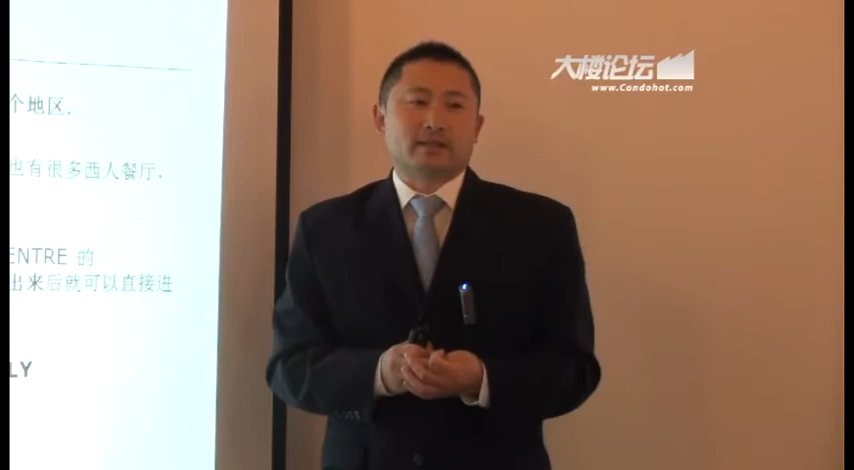 个地区.
也有很多西人餐厅.
ENTRE 的
出来后就可以直接进
LY
大楼论坛
www.Condohot.com